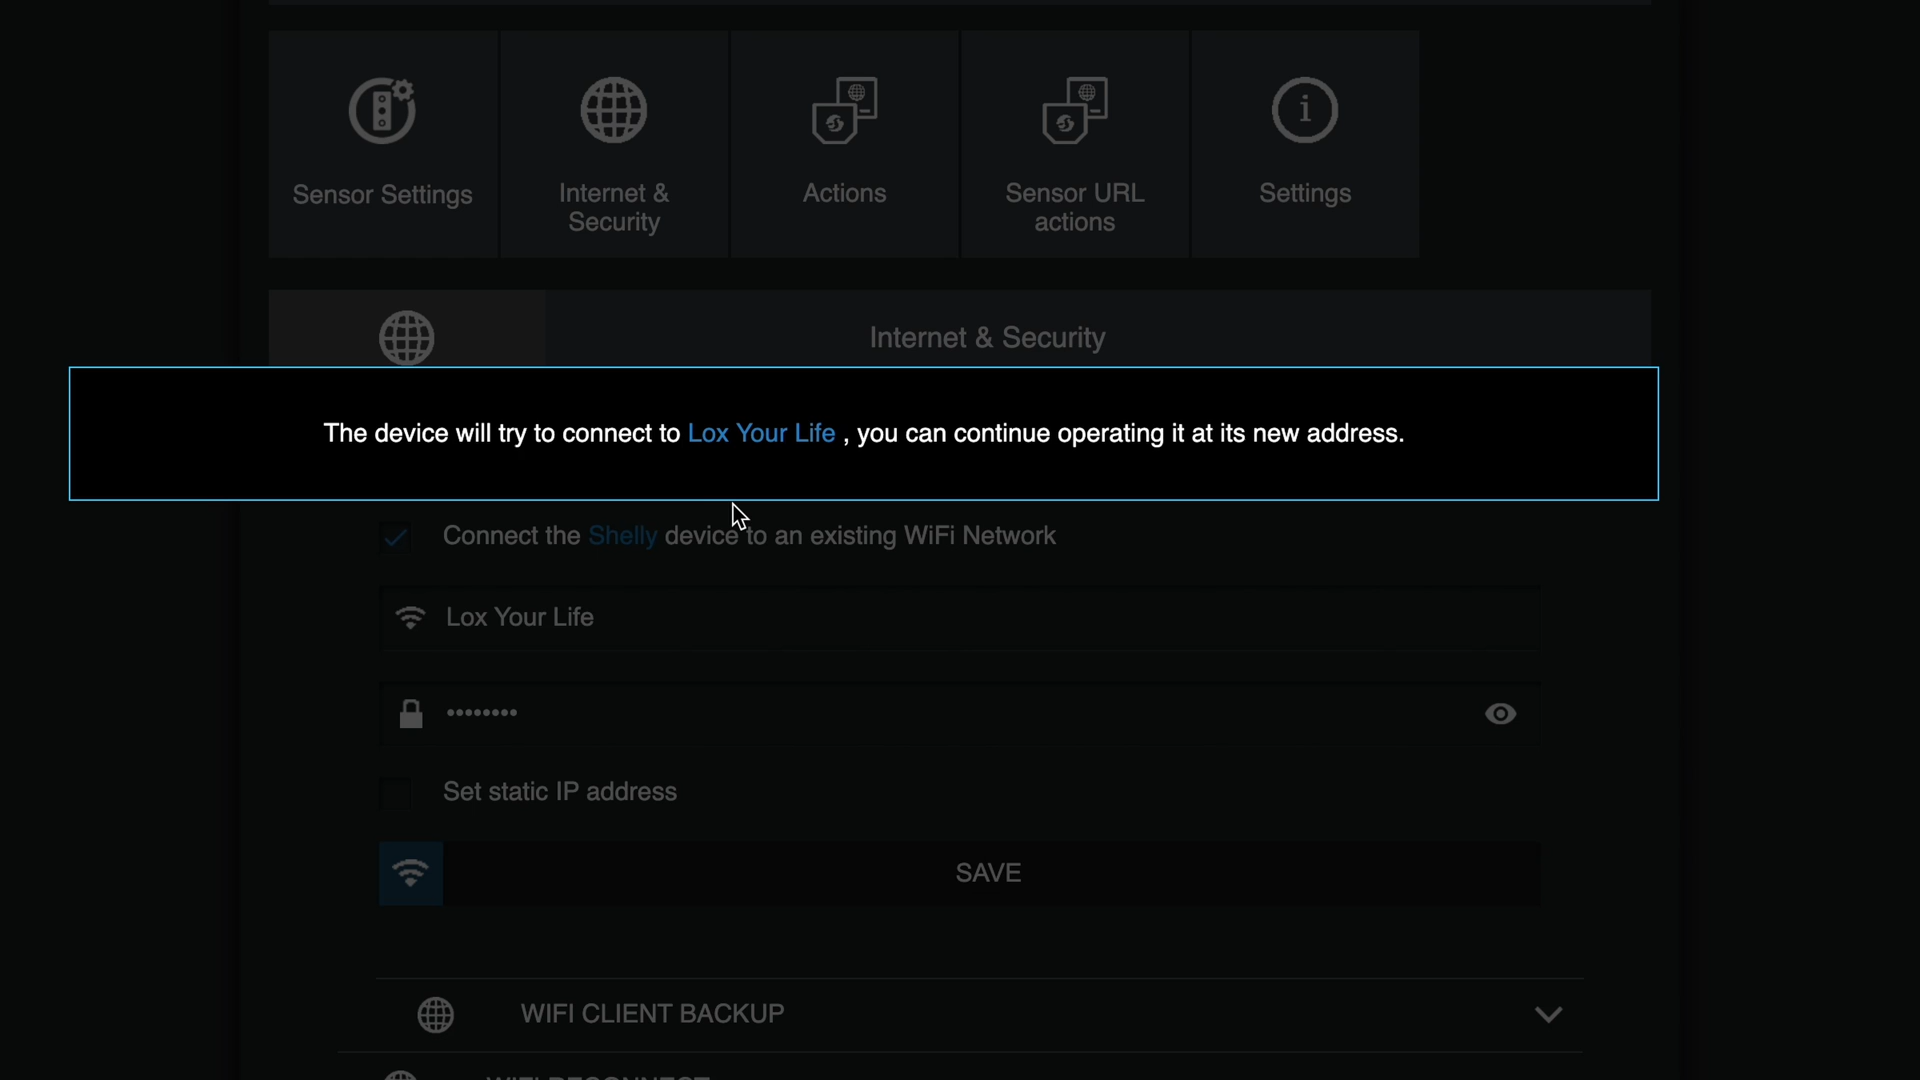 Sensor Settings
Internet &
Security
Actions
Sensor URL
actions
i
Settings
Internet & Security
The device will try to connect to Lox Your Life , you can continue operating it at its new address.
Connect the Shelly device to an existing WiFi Network
Lox Your Life
••••••••
Set static IP address
SAVE
WIFI CLIENT BACKUP
WIFI RECONNECT